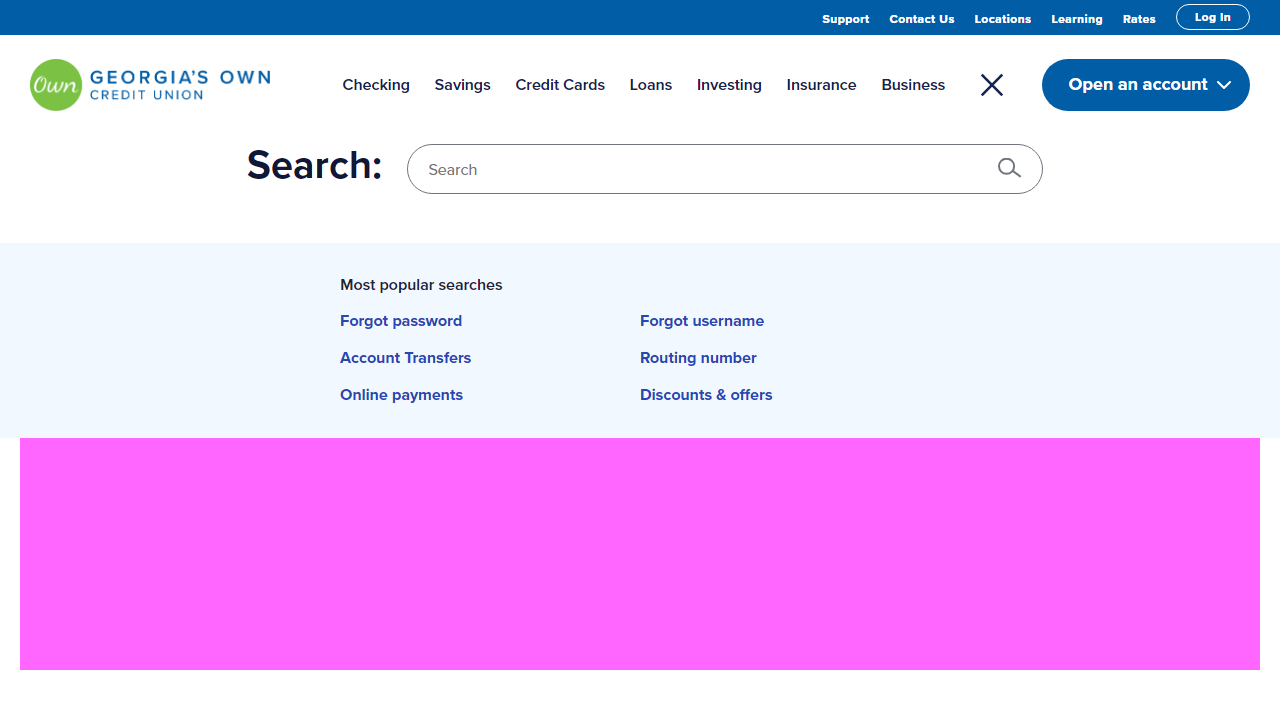 Support Contact Us Locations Learning Rates Log In
Own GEORGIA'S OWN
CREDIT UNION
Checking Savings Credit Cards Loans Investing Insurance Business Open an account
Search: Search
Most popular searches
Forgot password Forgot username
Account Transfers Routing number
Online payments Discounts & offers